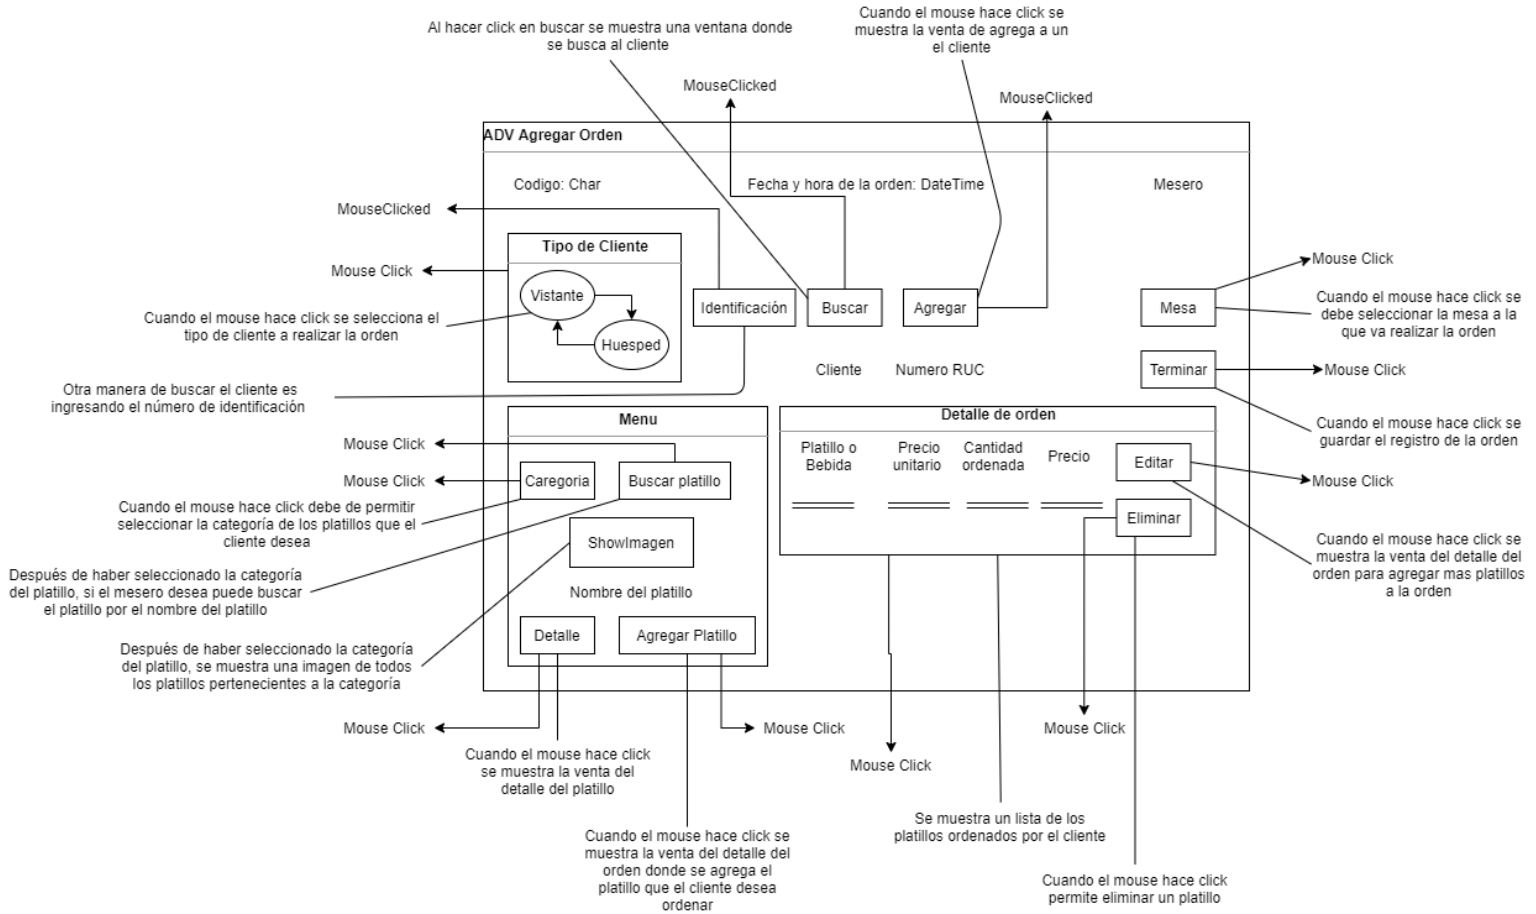 Al hacer click en buscar se muestra una ventana donde
se busca al cliente
Cuando el mouse hace click se
muestra la venta de agrega a un
el cliente
MouseClicked
MouseClicked
ADV Agregar Orden
Codigo: Char
Fecha y hora de la orden: DateTime
Mesero
MouseClicked
Tipo de Cliente
Mouse Click
Vistante
Huesped
Identificación
Buscar
Agregar
Mesa
Mouse Click
Cuando el mouse hace click se selecciona el
tipo de cliente a realizar la orden
Cuando el mouse hace click se
debe seleccionar la mesa a la
que va realizar la orden
Cliente
Numero RUC
Terminar
Mouse Click
Otra manera de buscar el cliente es
ingresando el número de identificación
Cuando el mouse hace click se
guardar el registro de la orden
Menu
Mouse Click
Mouse Click
Caregoria
Buscar platillo
Cuando el mouse hace click debe de permitir
seleccionar la categoría de los platillos que el
cliente desea
ShowImagen
Después de haber seleccionado la categoría
del platillo, si el mesero desea puede buscar
el platillo por el nombre del platillo
Nombre del platillo
Detalle
Agregar Platillo
Después de haber seleccionado la categoría
del platillo, se muestra una imagen de todos
los platillos pertenecientes a la categoría
Detalle de orden
Platillo o
Bebida
Precio
unitario
Cantidad
ordenada
Precio
Editar
Eliminar
Mouse Click
Cuando el mouse hace click se
muestra la venta del detalle del
orden para agregar mas platillos
a la orden
Mouse Click
Mouse Click
Mouse Click
Mouse Click
Cuando el mouse hace click
se muestra la venta del
detalle del platillo
Cuando el mouse hace click se
muestra la venta del detalle del
orden donde se agrega el
platillo que el cliente desea
ordenar
Se muestra un lista de los
platillos ordenados por el cliente
Cuando el mouse hace click
permite eliminar un platillo